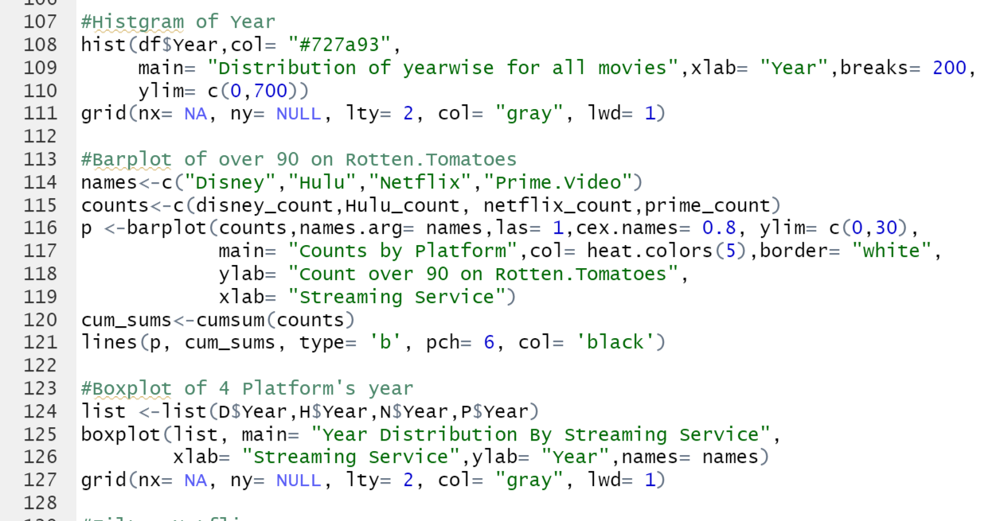 107 #Histgram of Year
108 hist(df$Year,col= "#727a93",
109      main= "Distribution of yearwise for all movies",xlab= "Year",breaks= 200,
110      ylim= c(0,700))
111 grid(nx= NA, ny= NULL, lty= 2, col= "gray", lwd= 1)
112
113 #Barplot of over 90 on Rotten.Tomatoes
114 names<-c("Disney","Hulu","Netflix","Prime.Video")
115 counts<-c(disney_count,Hulu_count, netflix_count,prime_count)
116 p <-barplot(counts,names.arg= names,las= 1,cex.names= 0.8, ylim= c(0,30),
117             main= "Counts by Platform",col= heat.colors(5),border= "white",
118             ylab= "Count over 90 on Rotten.Tomatoes",
119             xlab= "Streaming Service")
120 cum_sums<-cumsum(counts)
121 lines(p, cum_sums, type= 'b', pch= 6, col= 'black')
122
123 #Boxplot of 4 Platform's year
124 list <-list(D$Year,H$Year,N$Year,P$Year)
125 boxplot(list, main= "Year Distribution By Streaming Service",
126         xlab= "Streaming Service",ylab= "Year",names= names)
127 grid(nx= NA, ny= NULL, lty= 2, col= "gray", lwd= 1)
128